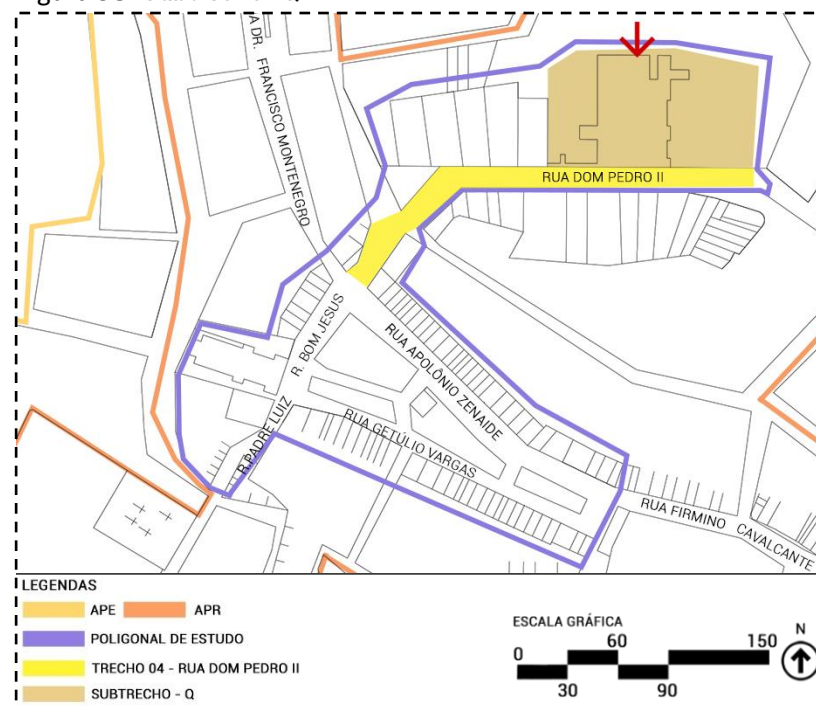 A DR. FRANCISCO MONTENEGRO
RUA DOM PEDRO II
R. BOM JESUS
RUA APOLÔNIO ZENAIDE
R.PADRE LUIZ
RUA GETÚLIO VARGAS
RUA FIRMINO CAVALCANTE
LEGENDAS
APE APR
POLIGONAL DE ESTUDO
TRECHO 04 - RUA DOM PEDRO II
SUBTRECHO - Q
ESCALA GRÁFICA
0 60 150
30 90
N